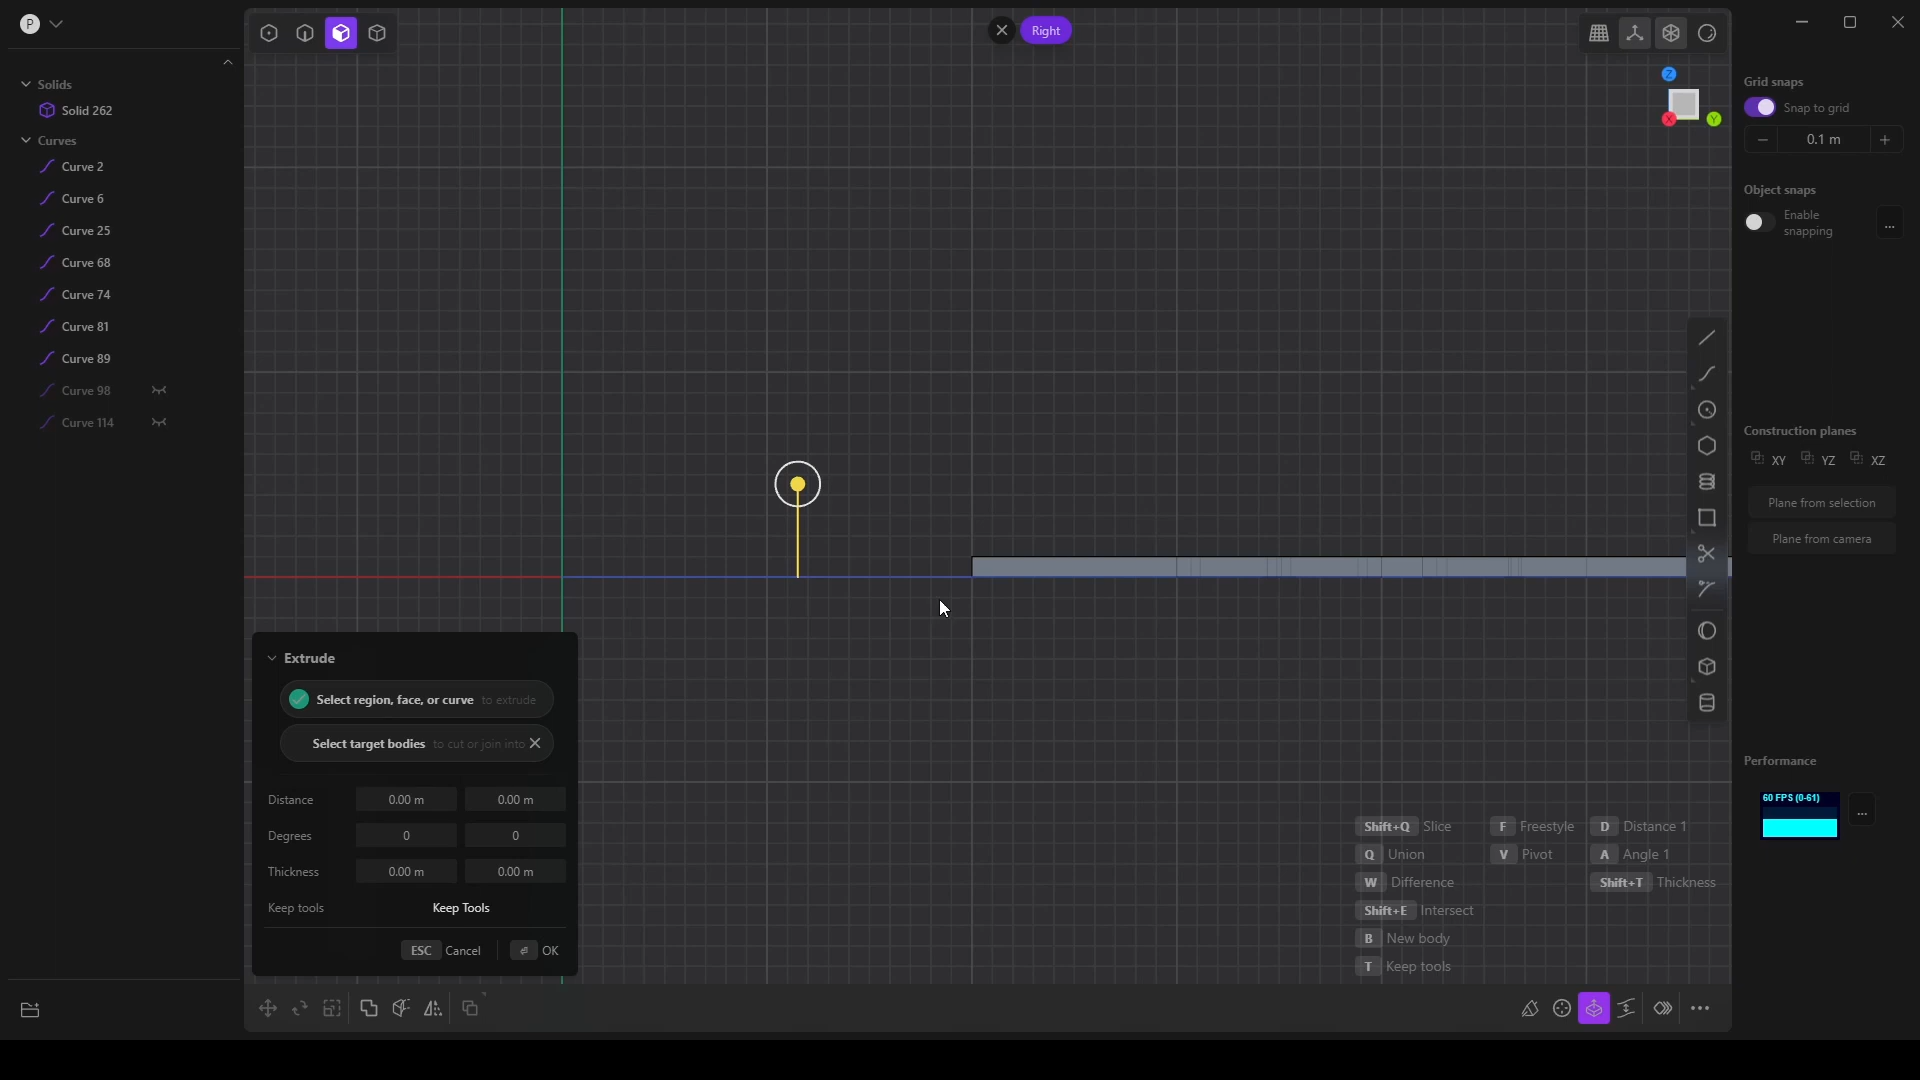 P
Right
Solids
Solid 262
Curves
Curve 2
Curve 6
Curve 25
Curve 68
Curve 74
Curve 81
Curve 89
Curve 98
Curve 114
Z
X
Y
Grid snaps
Snap to grid
0.1 m
Object snaps
Enable
snapping
...
Construction planes
XY YZ XZ
Plane from selection
Plane from camera
Performance
60 FPS (0-61)
...
Extrude
Select region, face, or curve to extrude
Select target bodies to cut or join into
Distance 0.00 m 0.00 m
Degrees 0 0
Thickness 0.00 m 0.00 m
Keep tools Keep Tools
ESC Cancel OK
Shift+Q Slice F Freestyle D Distance 1
Q Union V Pivot A Angle 1
W Difference Shift+T Thickness
Shift+E Intersect
B New body
T Keep tools